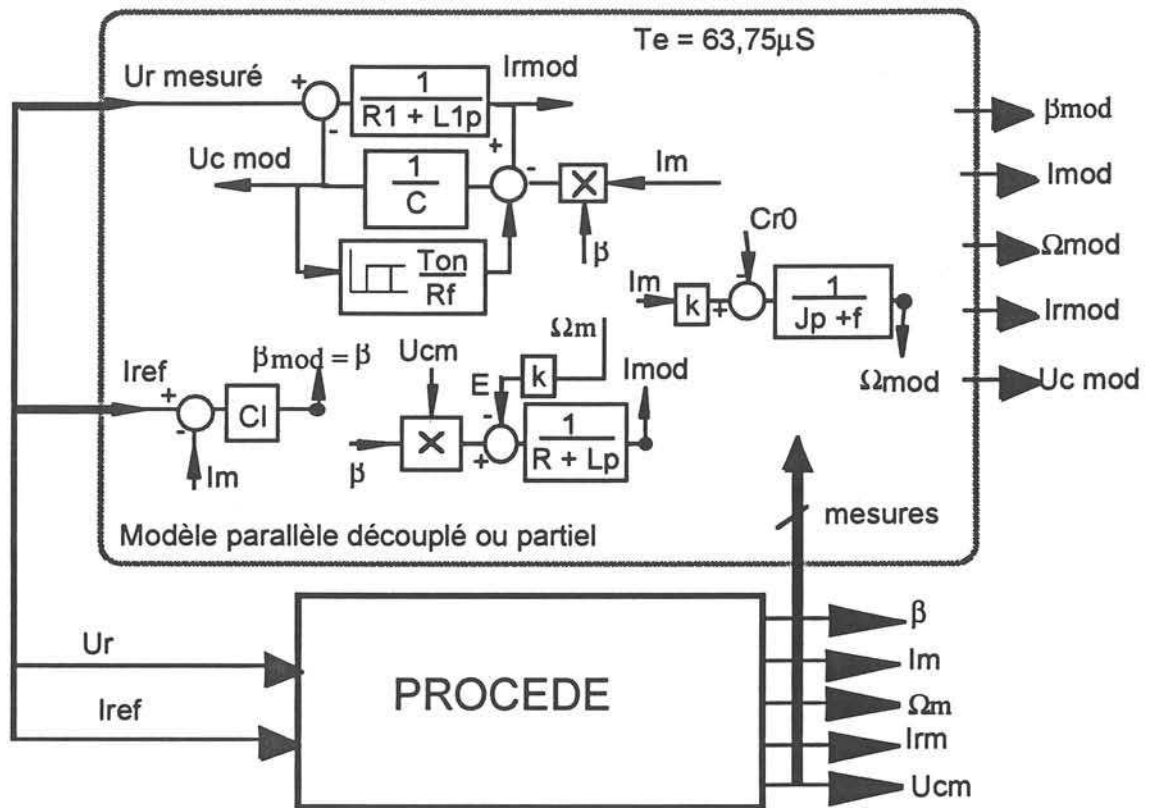 Te = 63,75µS
Ur mesuré
Irmod
1
R1 + L1p
+
-
+
-
Uc mod
1
C
Im
β
Ton
Rf
Cr0
Im
k
+
-
1
Jp +f
Ωmod
βmod = β
Iref
+
-
CI
Im
Ucm
Ωm
k
E
Imod
-
+
1
R + Lp
β
Modèle parallèle découplé ou partiel
mesures
βmod
Imod
Ωmod
Irmod
Uc mod
Ur
Iref
PROCEDE
β
Im
Ωm
Irm
Ucm